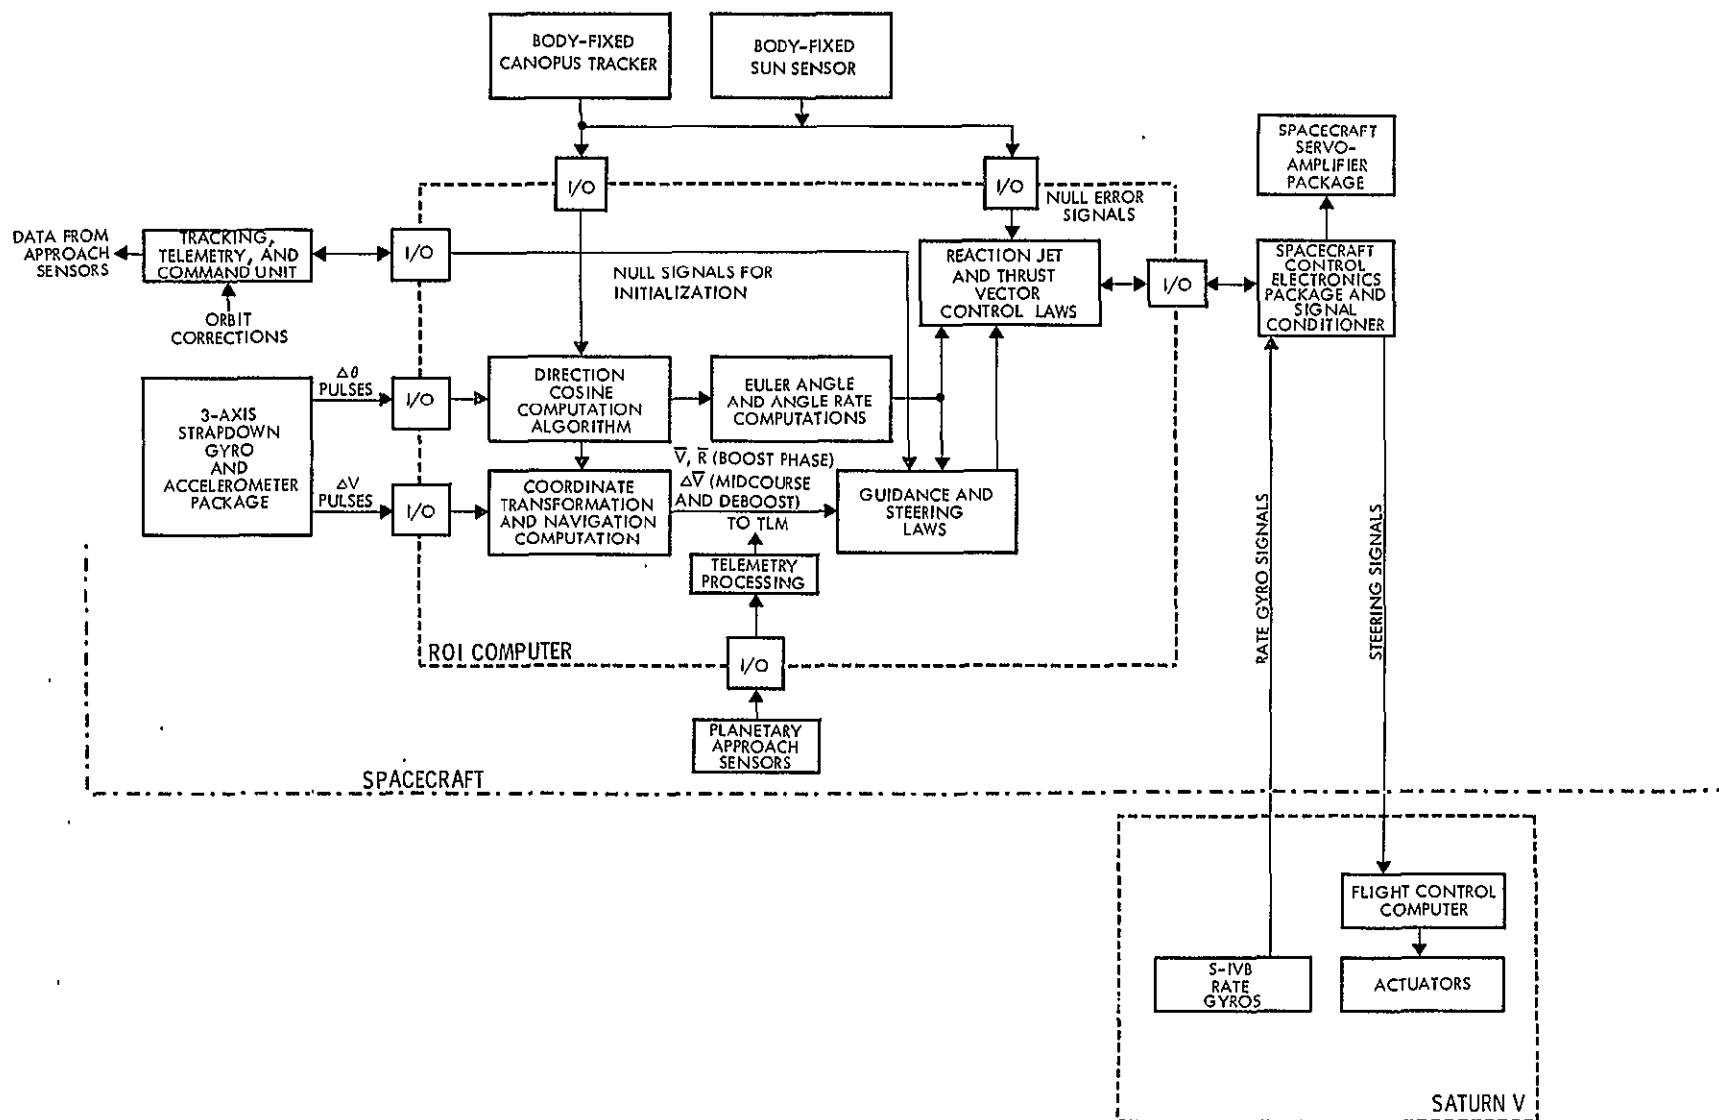 BODY-FIXED
CANOPUS TRACKER
BODY-FIXED
SUN SENSOR
SPACECRAFT
SERVO-
AMPLIFIER
PACKAGE
I/O
I/O
NULL ERROR
SIGNALS
DATA FROM
APPROACH
SENSORS
TRACKING,
TELEMETRY, AND
COMMAND UNIT
I/O
NULL SIGNALS FOR
INITIALIZATION
REACTION JET
AND THRUST
VECTOR
CONTROL LAWS
I/O
SPACECRAFT
CONTROL
ELECTRONICS
PACKAGE AND
SIGNAL
CONDITIONER
ORBIT
CORRECTIONS
3-AXIS
STRAPDOWN
GYRO
AND
ACCELEROMETER
PACKAGE
Δθ
PULSES
I/O
DIRECTION
COSINE
COMPUTATION
ALGORITHM
EULER ANGLE
AND ANGLE RATE
COMPUTATIONS
ΔV
PULSES
I/O
COORDINATE
TRANSFORMATION
AND NAVIGATION
COMPUTATION
V̅, R̅ (BOOST PHASE)
ΔV̅ (MIDCOURSE
AND DEBOOST)
GUIDANCE AND
STEERING
LAWS
TO TLM
TELEMETRY
PROCESSING
RATE GYRO SIGNALS
STEERING SIGNALS
ROI COMPUTER
I/O
PLANETARY
APPROACH
SENSORS
SPACECRAFT
FLIGHT CONTROL
COMPUTER
S-IVB
RATE
GYROS
ACTUATORS
SATURN V